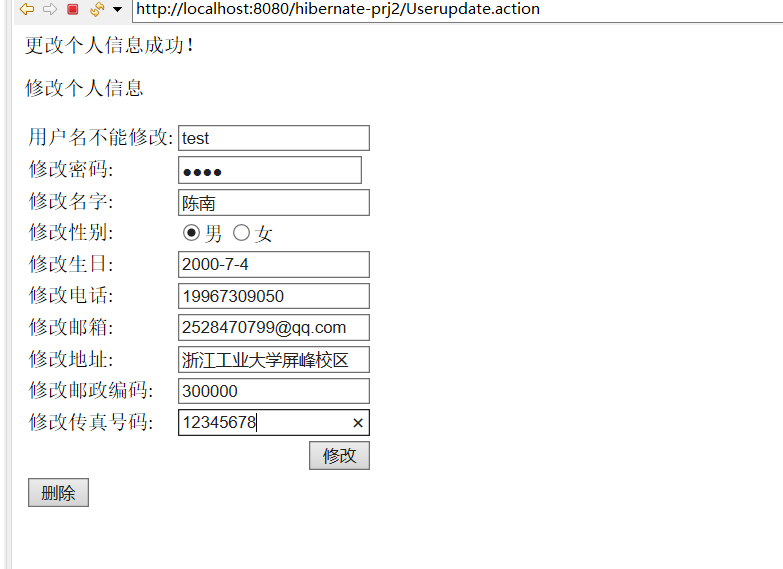 http://localhost:8080/hibernate-prj2/Userupdate.action
更改个人信息成功!
修改个人信息
用户名不能修改: test
修改密码: ●●●●
修改名字: 陈南
修改性别: 男 女
修改生日: 2000-7-4
修改电话: 19967309050
修改邮箱: 2528470799@qq.com
修改地址: 浙江工业大学屏峰校区
修改邮政编码: 300000
修改传真号码: 12345678
修改
删除